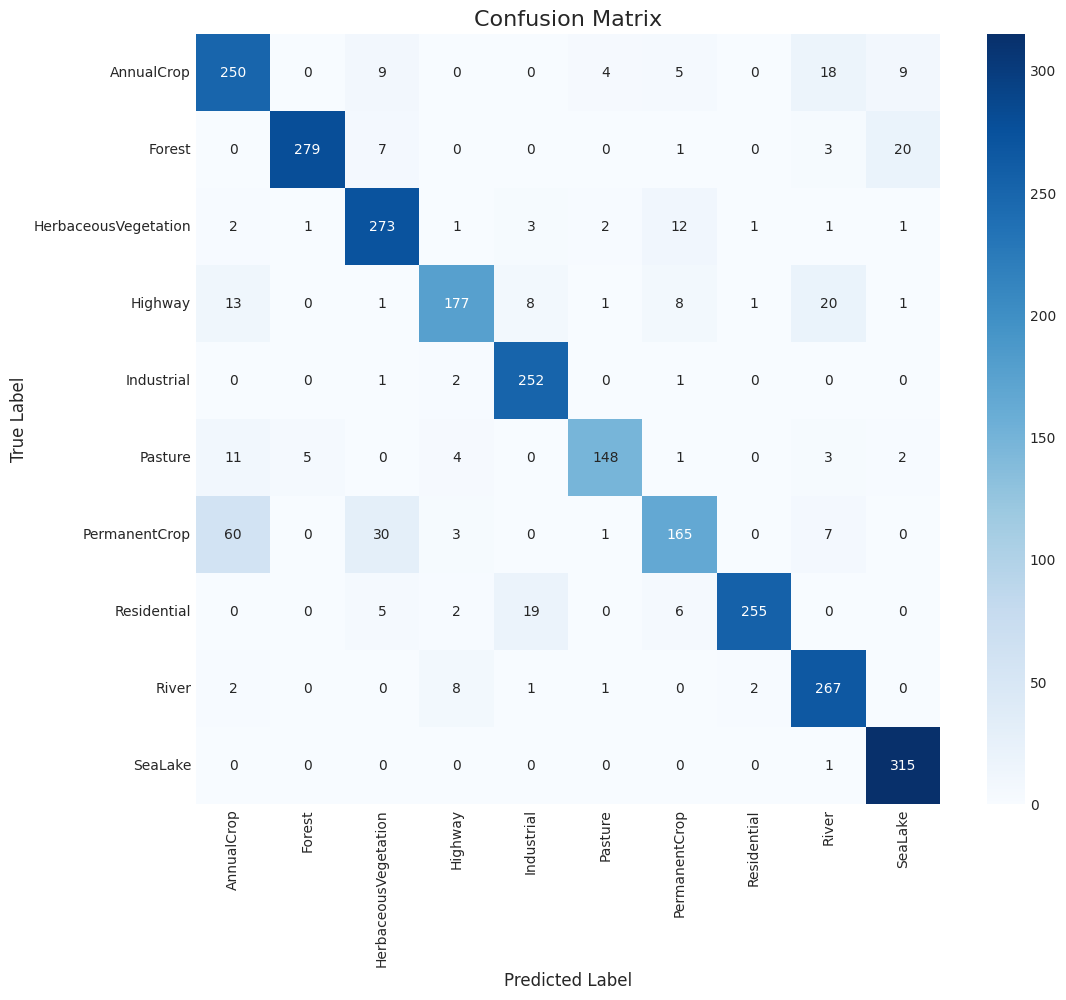 Confusion Matrix
AnnualCrop 250 0 9 0 0 4 5 0 18 9
Forest 0 279 7 0 0 0 1 0 3 20
HerbaceousVegetation 2 1 273 1 3 2 12 1 1 1
Highway 13 0 1 177 8 1 8 1 20 1
Industrial 0 0 1 2 252 0 1 0 0 0
Pasture 11 5 0 4 0 148 1 0 3 2
PermanentCrop 60 0 30 3 0 1 165 0 7 0
Residential 0 0 5 2 19 0 6 255 0 0
River 2 0 0 8 1 1 0 2 267 0
SeaLake 0 0 0 0 0 0 0 0 1 315
True Label
AnnualCrop Forest HerbaceousVegetation Highway Industrial Pasture PermanentCrop Residential River SeaLake
Predicted Label
300
250
200
150
100
50
0